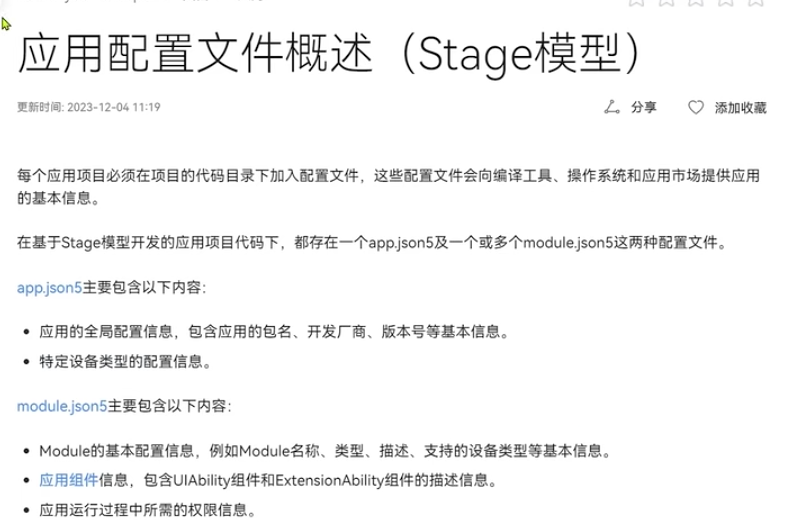 应用配置文件概述（Stage模型）
更新时间: 2023-12-04 11:19
分享
添加收藏
每个应用项目必须在项目的代码目录下加入配置文件，这些配置文件会向编译工具、操作系统和应用市场提供应用
的基本信息。
在基于Stage模型开发的应用项目代码下，都存在一个app.json5及一个或多个module.json5这两种配置文件。
app.json5主要包含以下内容：
• 应用的全局配置信息，包含应用的包名、开发厂商、版本号等基本信息。
• 特定设备类型的配置信息。
module.json5主要包含以下内容：
• Module的基本配置信息，例如Module名称、类型、描述、支持的设备类型等基本信息。
• 应用组件信息，包含UIAbility组件和ExtensionAbility组件的描述信息。
• 应用运行过程中所需的权限信息。